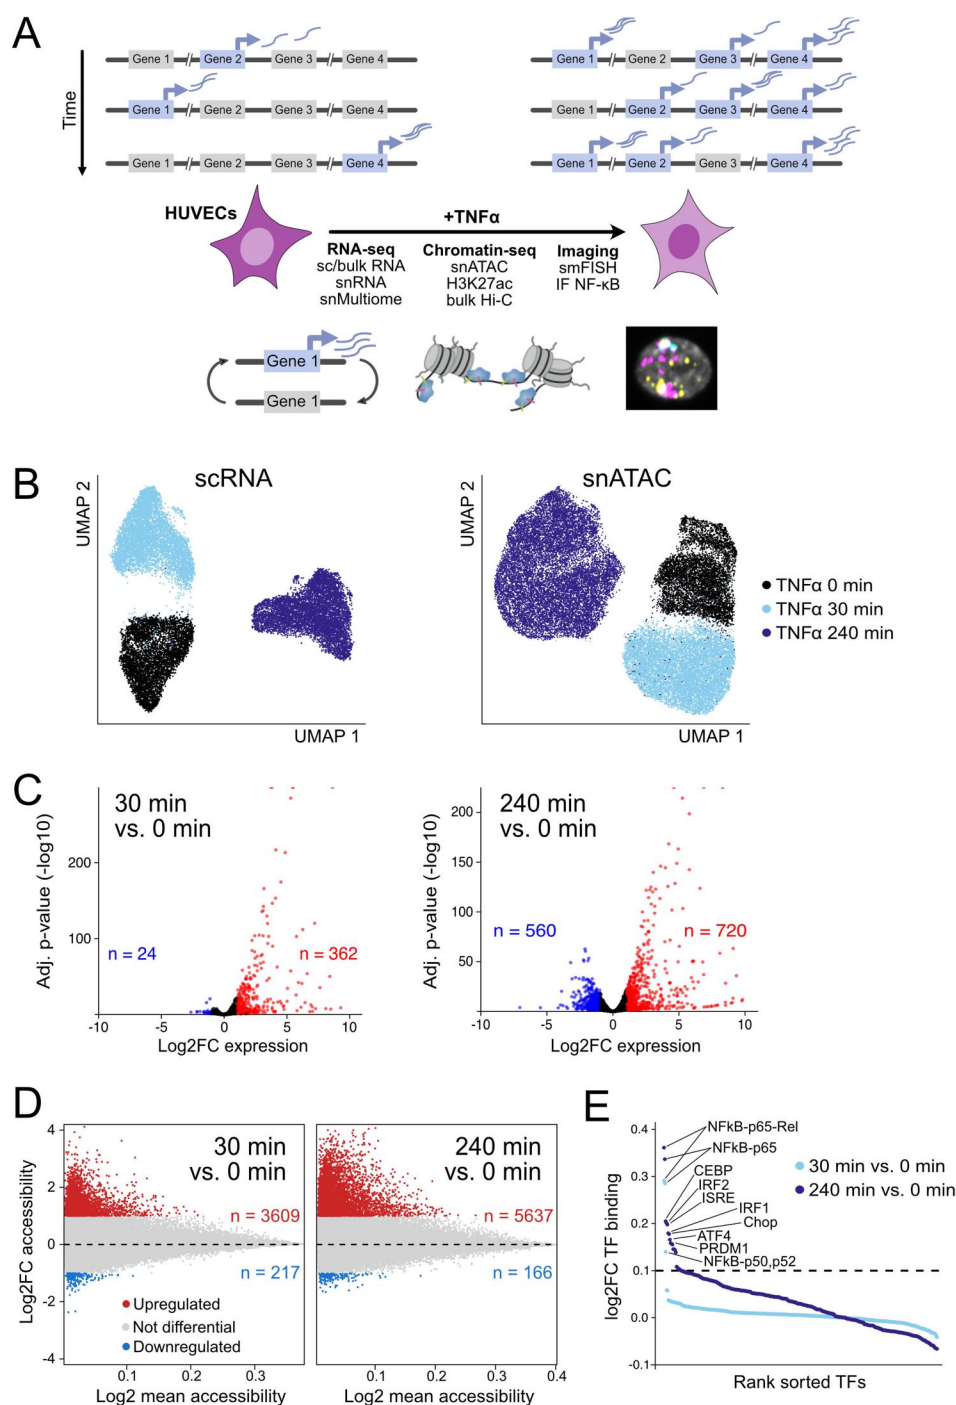 A
Time
Gene 1 Gene 2 Gene 3 Gene 4
Gene 1 Gene 2 Gene 3 Gene 4
Gene 1 Gene 2 Gene 3 Gene 4
Gene 1 Gene 2 Gene 3 Gene 4
Gene 1 Gene 2 Gene 3 Gene 4
Gene 1 Gene 2 Gene 3 Gene 4
HUVECs
+TNFα
RNA-seq
sc/bulk RNA
snRNA
snMultiome
Chromatin-seq
snATAC
H3K27ac
bulk Hi-C
Imaging
smFISH
IF NF-κB
Gene 1
Gene 1
B
scRNA
UMAP 2
UMAP 1
snATAC
UMAP 2
UMAP 1
TNFα 0 min
TNFα 30 min
TNFα 240 min
C
30 min
vs. 0 min
Adj. p-value (-log10)
200
100
n = 24
n = 362
-10 -5 0 5 10
Log2FC expression
240 min
vs. 0 min
Adj. p-value (-log10)
200
150
100
50
n = 560
n = 720
-10 -5 0 5 10
Log2FC expression
D
Log2FC accessibility
4
2
0
-2
-4
30 min
vs. 0 min
n = 3609
n = 217
Upregulated
Not differential
Downregulated
0.1 0.2 0.3
Log2 mean accessibility
240 min
vs. 0 min
n = 5637
n = 166
0.1 0.2 0.3 0.4
Log2 mean accessibility
E
log2FC TF binding
0.4
0.3
0.2
0.1
0.0
-0.1
NFkB-p65-Rel
NFkB-p65
CEBP
IRF2
ISRE
IRF1
Chop
ATF4
PRDM1
NFkB-p50,p52
30 min vs. 0 min
240 min vs. 0 min
Rank sorted TFs